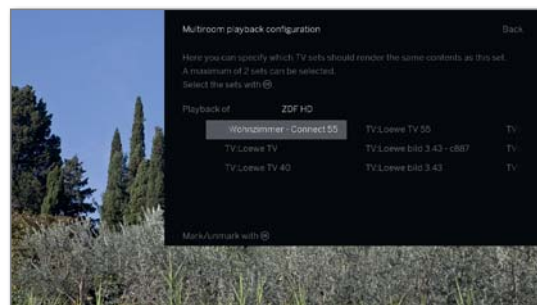 Multiroom playback configuration Back
Here you can specify which TV sets should render the same contents as this set.
A maximum of 2 sets can be selected.
Select the sets with
Playback of ZDF HD
:Wohnzimmer - Connect 55 TV:Loewe TV 55 TV:
TV:Loewe TV TV:Loewe bild 3.43 - c887 TV:
TV:Loewe TV 40 TV:Loewe bild 3.43 TV:
Mark/unmark with